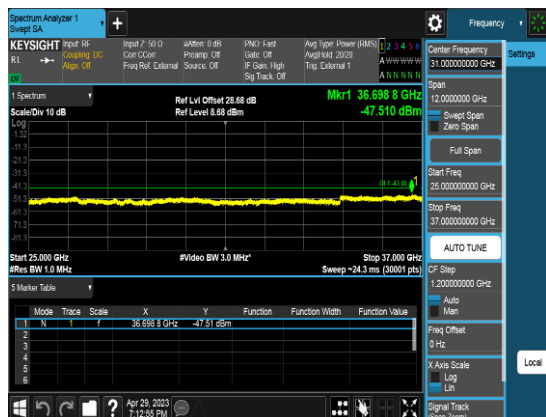 Spectrum Analyzer 1
Swept SA
+
Frequency
KEYSIGHT
Input: RF
Input Z: 50 Ω
#Atten: 0 dB
PNO: Fast
Avg Type: Power (RMS)
1 2 3 4 5 6
RL
Coupling: DC
Corr CCorr
Preamp: Off
Gate: Off
Avg|Hold: 20/20
A W W W W W
Align: Off
Freq Ref: External
Source: Off
IF Gain: High
Trig: External 1
Sig Track: Off
A N N N N N
1 Spectrum
Ref Lvl Offset 28.68 dB
Mkr1 36.698 8 GHz
Scale/Div 10 dB
Ref Level 8.68 dBm
-47.510 dBm
Log
-1.32
-11.3
-21.3
-31.3
-41.3
-51.3
-61.3
-71.3
-81.3
1
Start 25.000 GHz
#Video BW 3.0 MHz*
Stop 37.000 GHz
#Res BW 1.0 MHz
Sweep ~24.3 ms (30001 pts)
5 Marker Table
Mode Trace Scale X Y Function Function Width Function Value
1 N 1 f 36.698 8 GHz -47.51 dBm
2
3
4
5
6
Center Frequency
31.000000000 GHz
Settings
Span
12.0000000 GHz
Swept Span
Zero Span
Full Span
Start Freq
25.000000000 GHz
Stop Freq
37.000000000 GHz
AUTO TUNE
CF Step
1.200000000 GHz
Auto
Man
Freq Offset
0 Hz
X Axis Scale
Log
Lin
Local
Signal Track
(Span Zoom)
?
Apr 29, 2023
7:12:55 PM